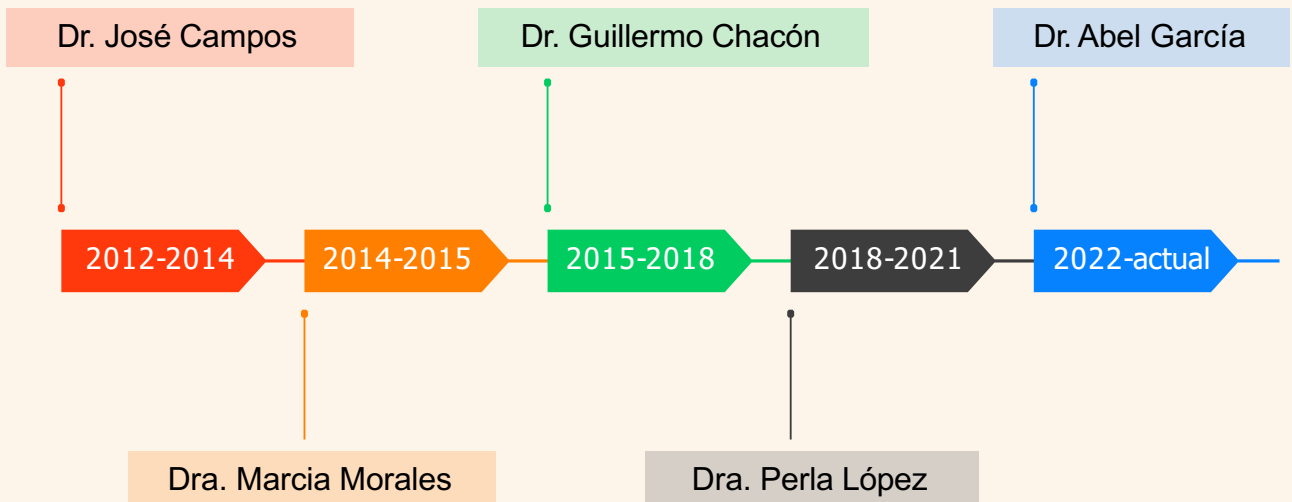 Dr. José Campos
Dr. Guillermo Chacón
Dr. Abel García
2012-2014
2014-2015
2015-2018
2018-2021
2022-actual
Dra. Marcia Morales
Dra. Perla López